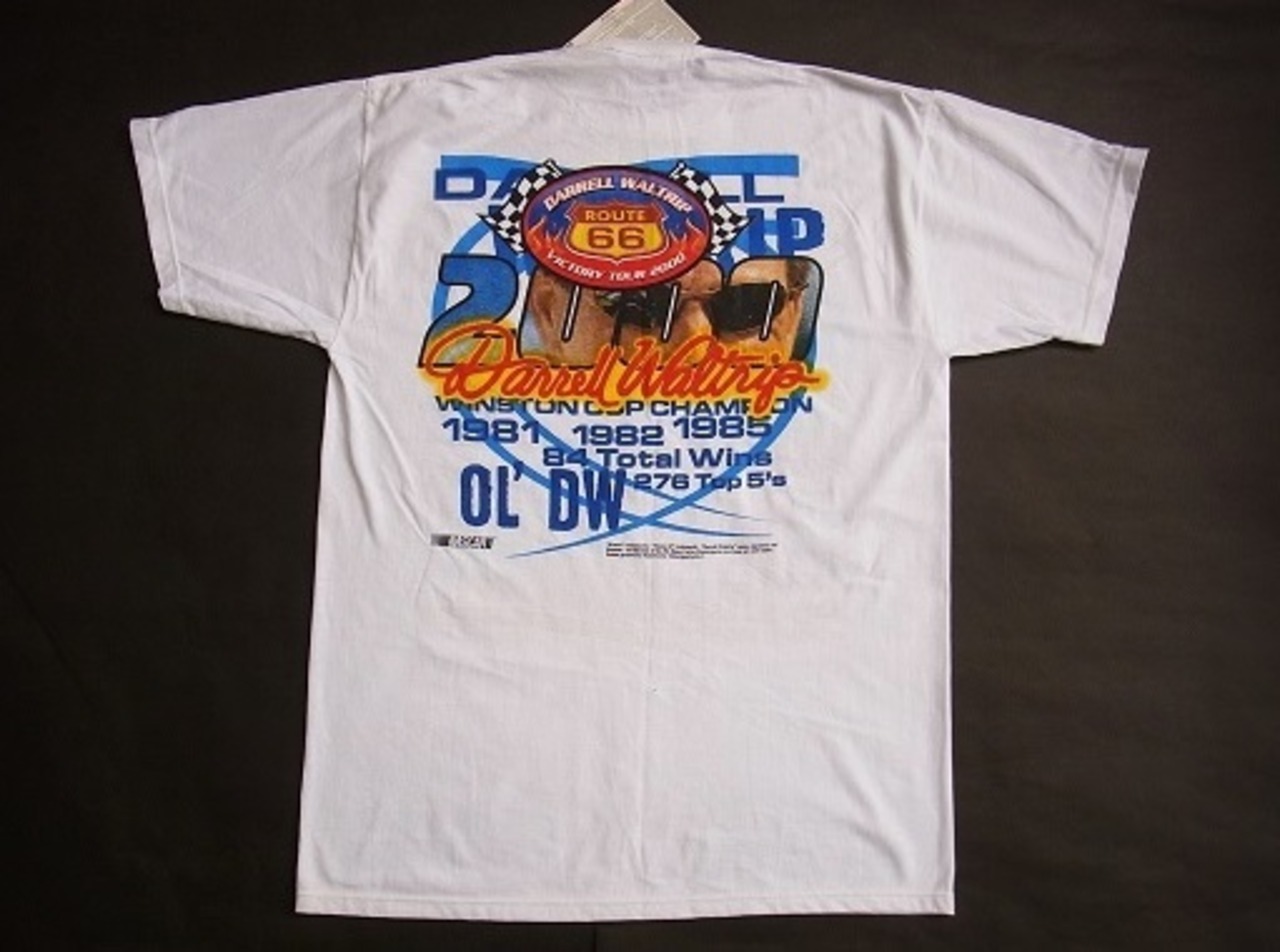 DARRELL WALTRIP
ROUTE
66
VICTORY TOUR 2000
2000
Darrell Waltrip
WINSTON CUP CHAMPION
1981 1982 1985
84 Total Wins
276 Top 5's
OL' DW